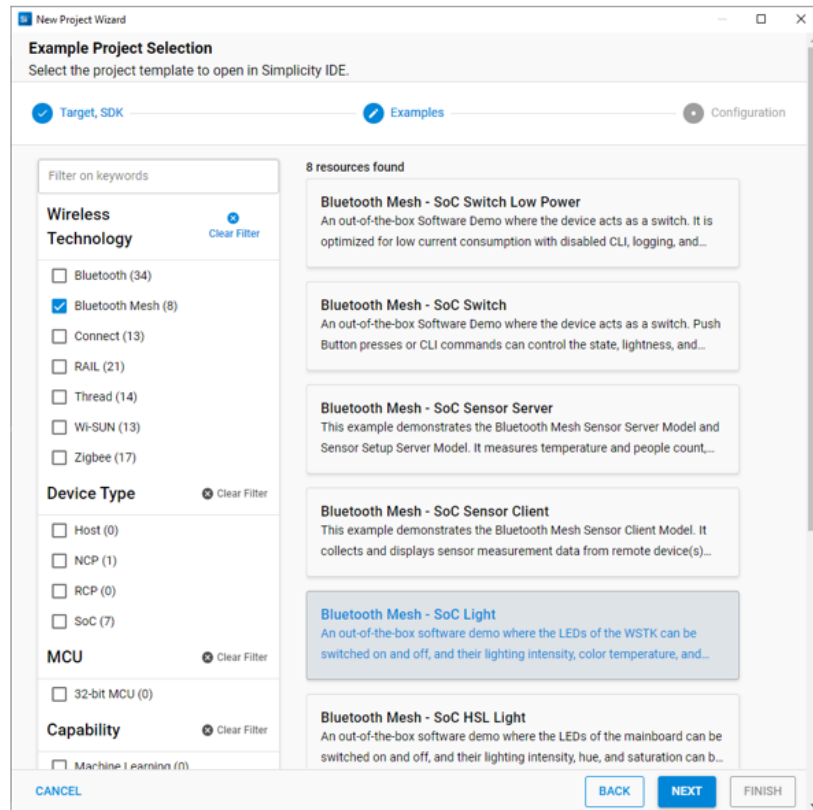 New Project Wizard
Example Project Selection
Select the project template to open in Simplicity IDE.
Target, SDK
Examples
Configuration
Filter on keywords
Wireless
Technology
Clear Filter
Bluetooth (34)
Bluetooth Mesh (8)
Connect (13)
RAIL (21)
Thread (14)
Wi-SUN (13)
Zigbee (17)
Device Type
Clear Filter
Host (0)
NCP (1)
RCP (0)
SoC (7)
MCU
Clear Filter
32-bit MCU (0)
Capability
Clear Filter
Machine Learning (0)
8 resources found
Bluetooth Mesh - SoC Switch Low Power
An out-of-the-box Software Demo where the device acts as a switch. It is
optimized for low current consumption with disabled CLI, logging, and...
Bluetooth Mesh - SoC Switch
An out-of-the-box Software Demo where the device acts as a switch. Push
Button presses or CLI commands can control the state, lightness, and...
Bluetooth Mesh - SoC Sensor Server
This example demonstrates the Bluetooth Mesh Sensor Server Model and
Sensor Setup Server Model. It measures temperature and people count,...
Bluetooth Mesh - SoC Sensor Client
This example demonstrates the Bluetooth Mesh Sensor Client Model. It
collects and displays sensor measurement data from remote device(s)...
Bluetooth Mesh - SoC Light
An out-of-the-box software demo where the LEDs of the WSTK can be
switched on and off, and their lighting intensity, color temperature, and...
Bluetooth Mesh - SoC HSL Light
An out-of-the-box software demo where the LEDs of the mainboard can be
switched on and off, and their lighting intensity, hue, and saturation can b...
CANCEL
BACK
NEXT
FINISH